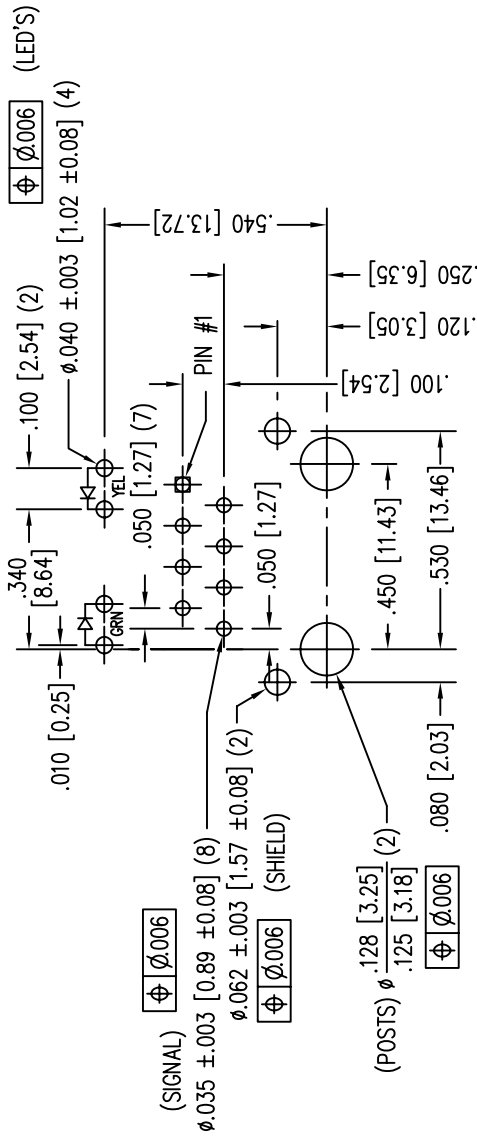 ⌖ Ø.006 (LED'S)
ø.040 ±.003 [1.02 ±0.08] (4)
.100 [2.54] (2)
.340
[8.64]
.010 [0.25]
.050 [1.27] (7)
GRN
YEL
PIN #1
.540 [13.72]
.250 [6.35]
.120 [3.05]
.100 [2.54]
.050 [1.27]
.450 [11.43]
.530 [13.46]
.080 [2.03]
⌖ Ø.006
(SIGNAL)
ø.035 ±.003 [0.89 ±0.08] (8)
ø.062 ±.003 [1.57 ±0.08] (2)
⌖ Ø.006 (SHIELD)
(POSTS) ø .128 [3.25] (2)
.125 [3.18]
⌖ Ø.006